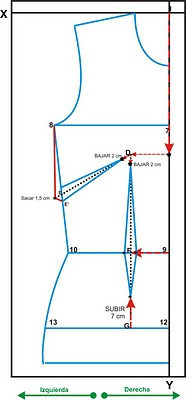 X
8
7
D
BAJAR 2 cm
BAJAR 2 cm
Sacar 1,5 cm
E'
10
F
9
SUBIR
7 cm
13
G
12
Y
Izquierda
Derecha